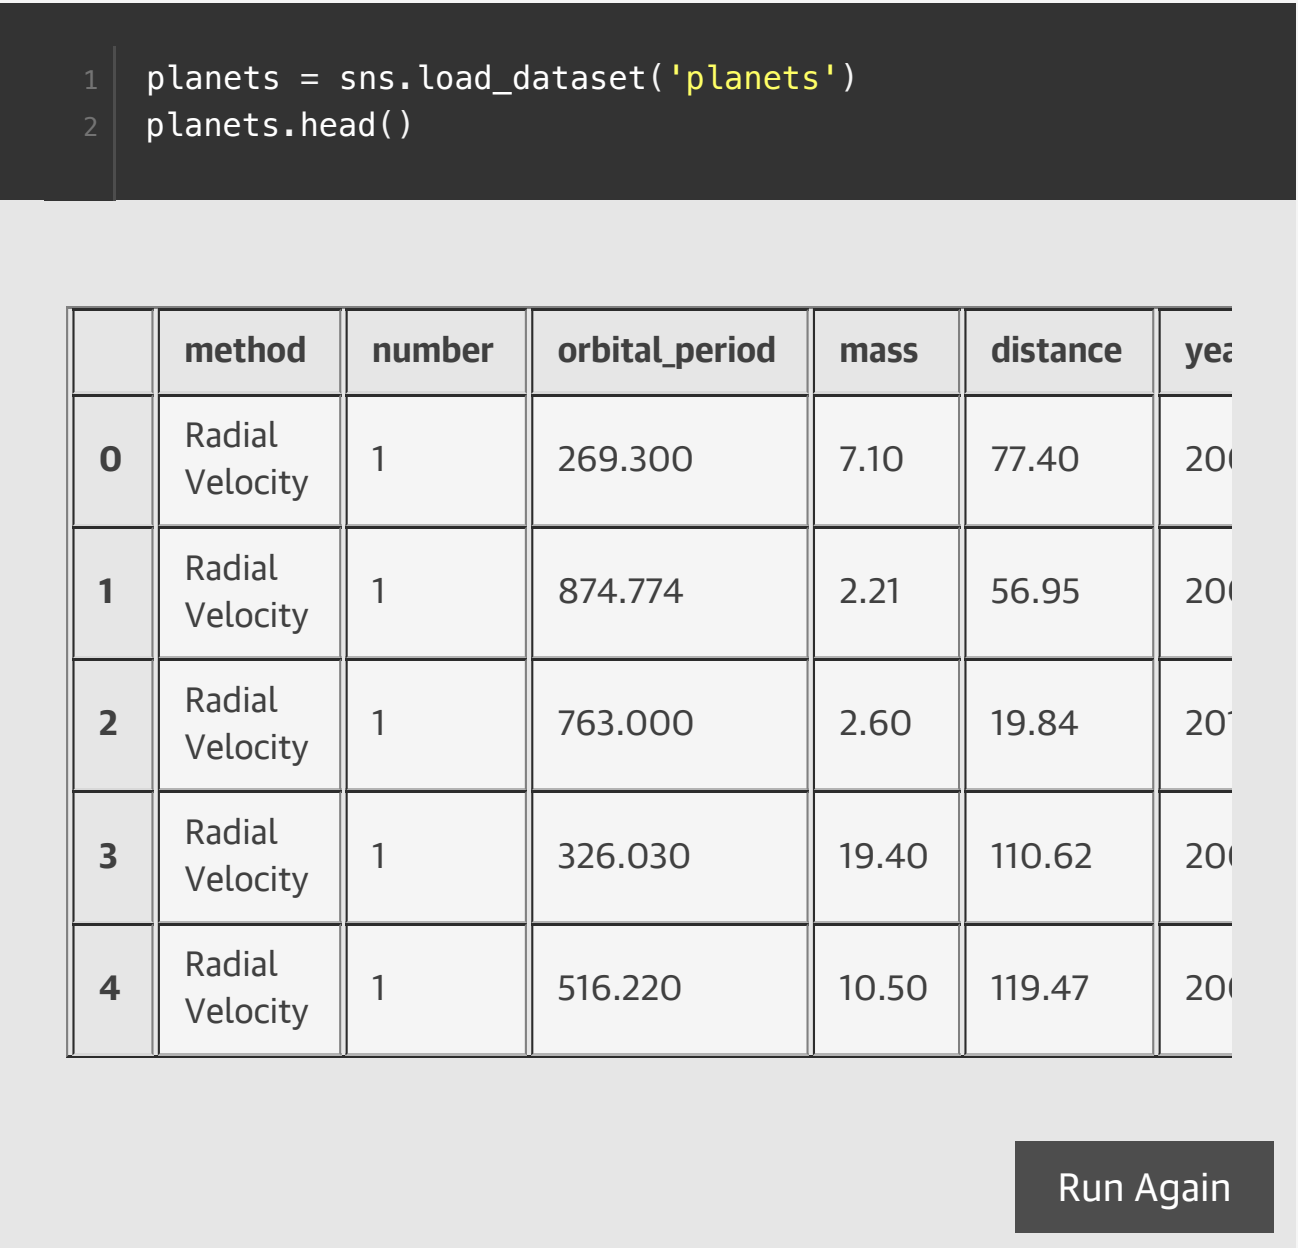 1 planets = sns.load_dataset('planets')
2 planets.head()
method number orbital_period mass distance
0 Radial Velocity 1 269.300 7.10 77.40
1 Radial Velocity 1 874.774 2.21 56.95
2 Radial Velocity 1 763.000 2.60 19.84
3 Radial Velocity 1 326.030 19.40 110.62
4 Radial Velocity 1 516.220 10.50 119.47
Run Again